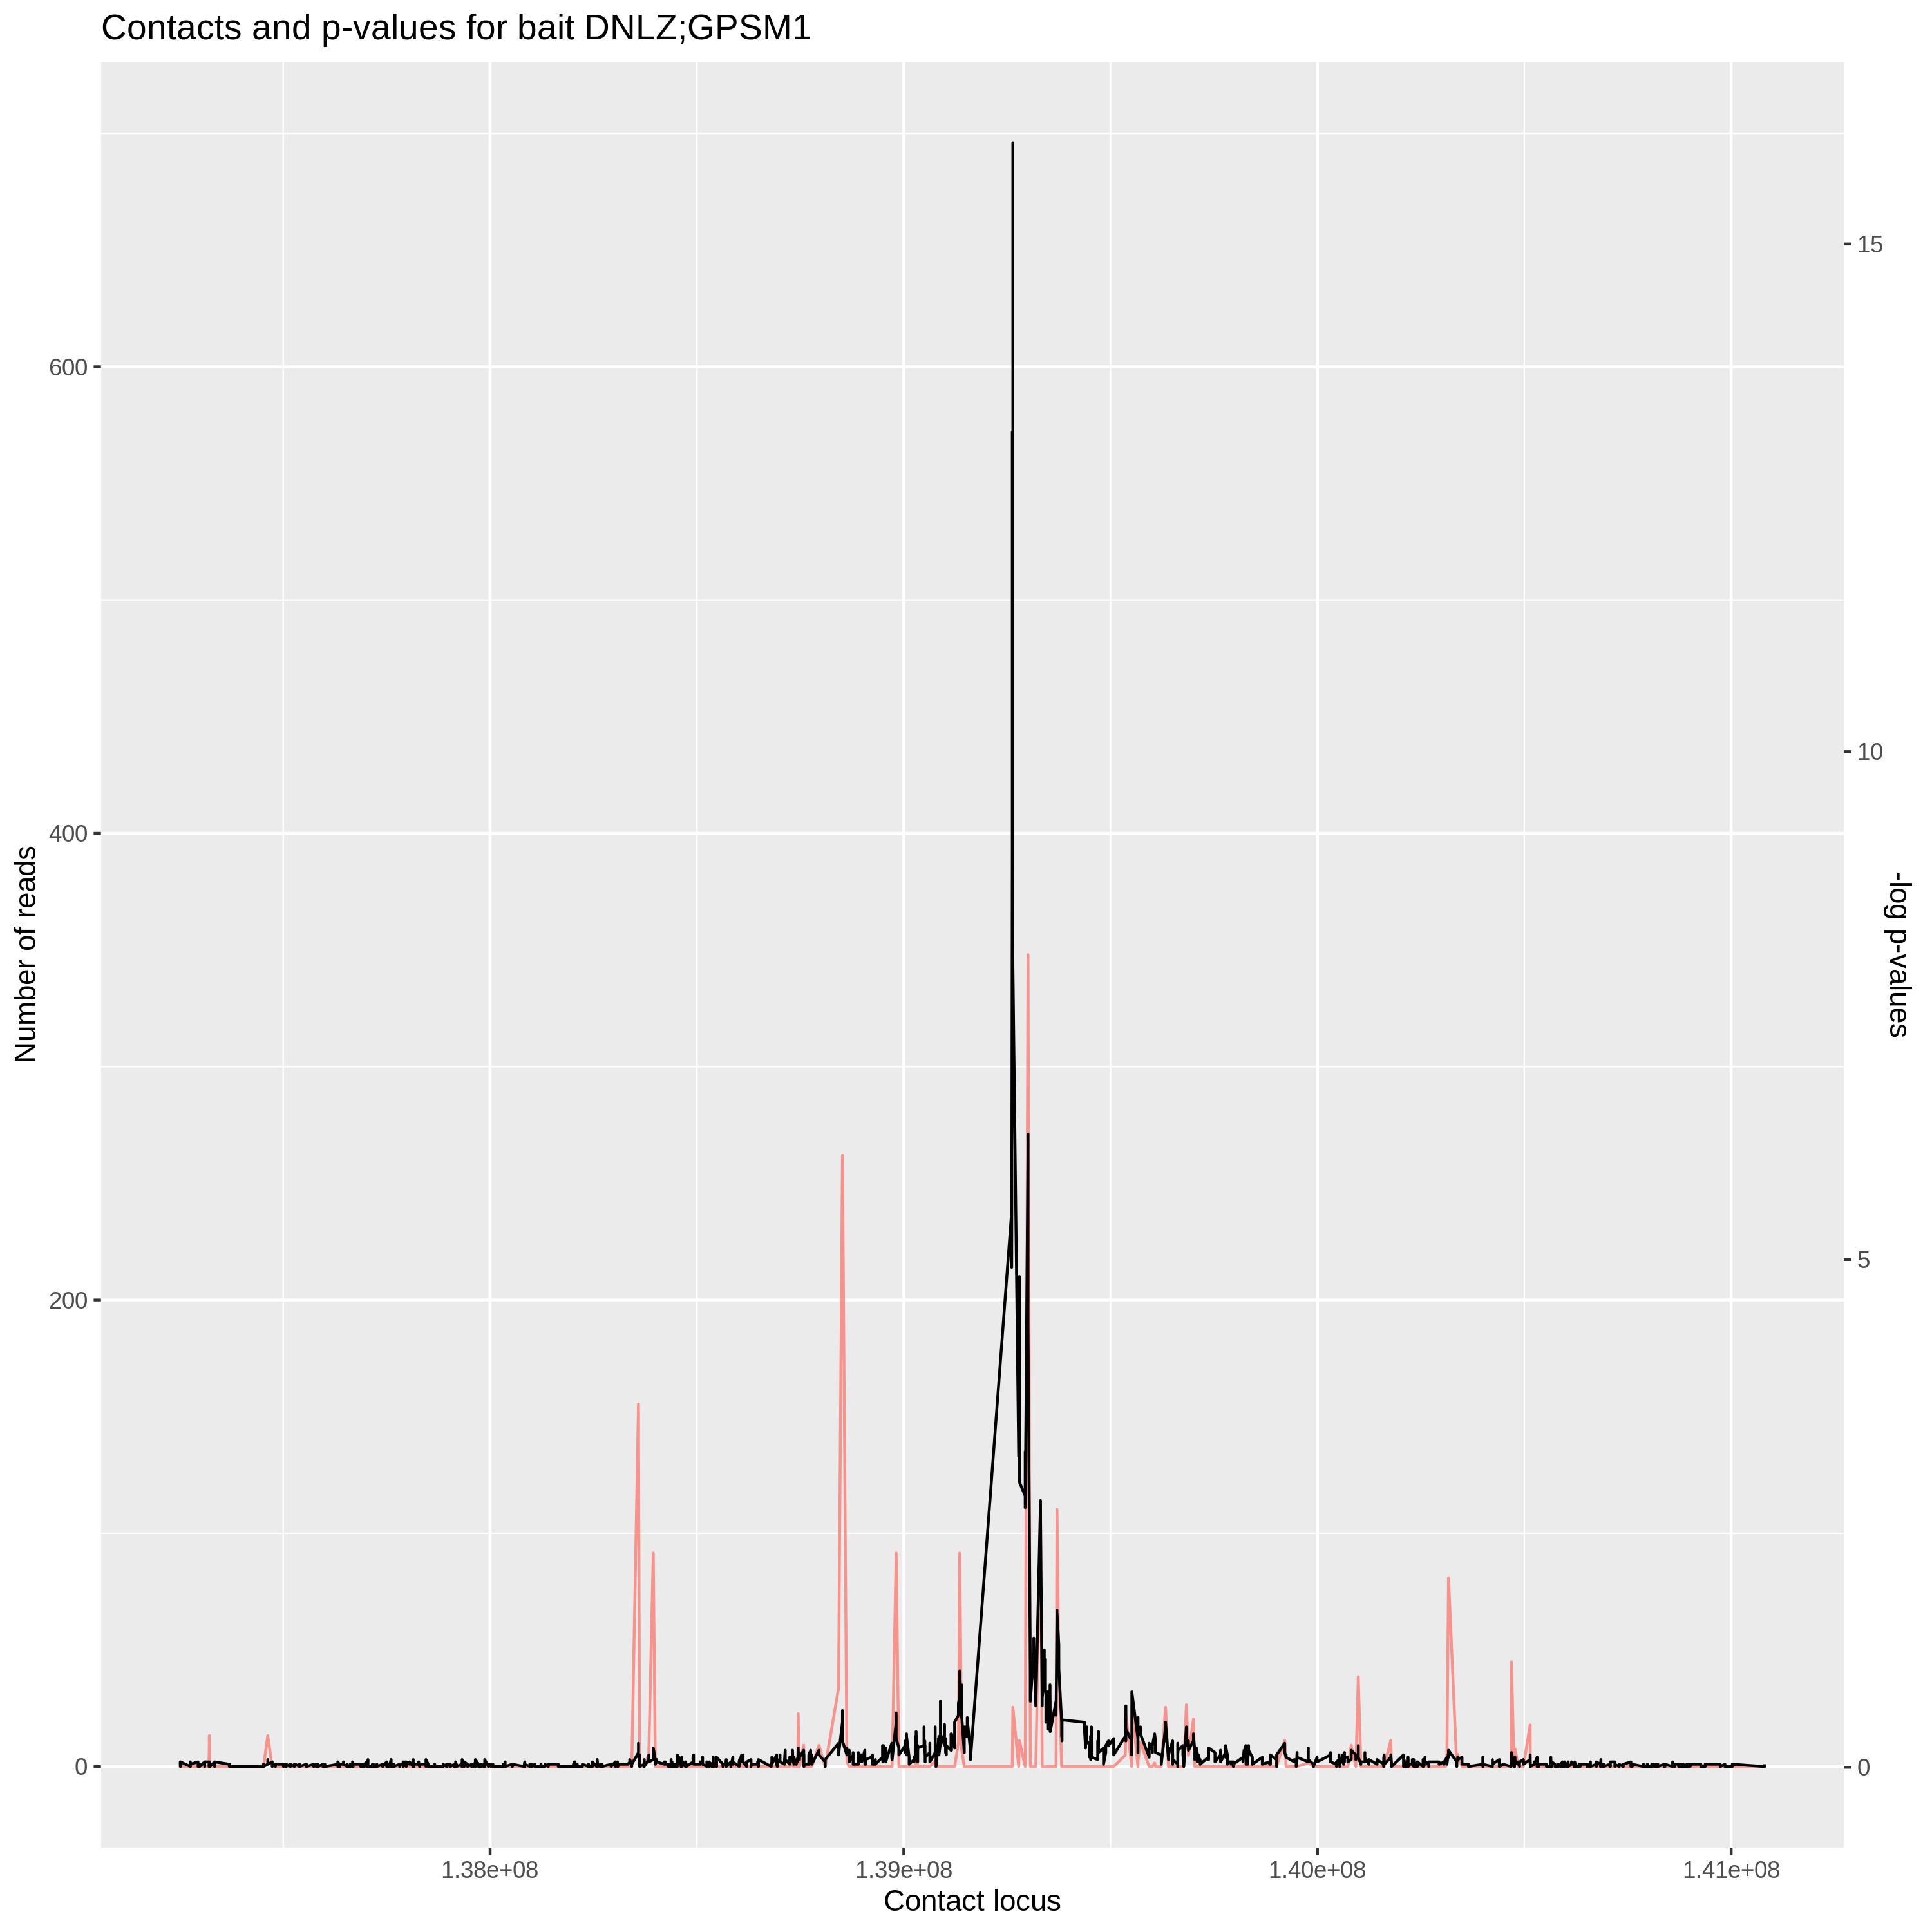 Contacts and p-values for bait DNLZ;GPSM1
Number of reads
600
400
200
0
15
10
5
0
-log p-values
1.38e+08
1.39e+08
1.40e+08
1.41e+08
Contact locus